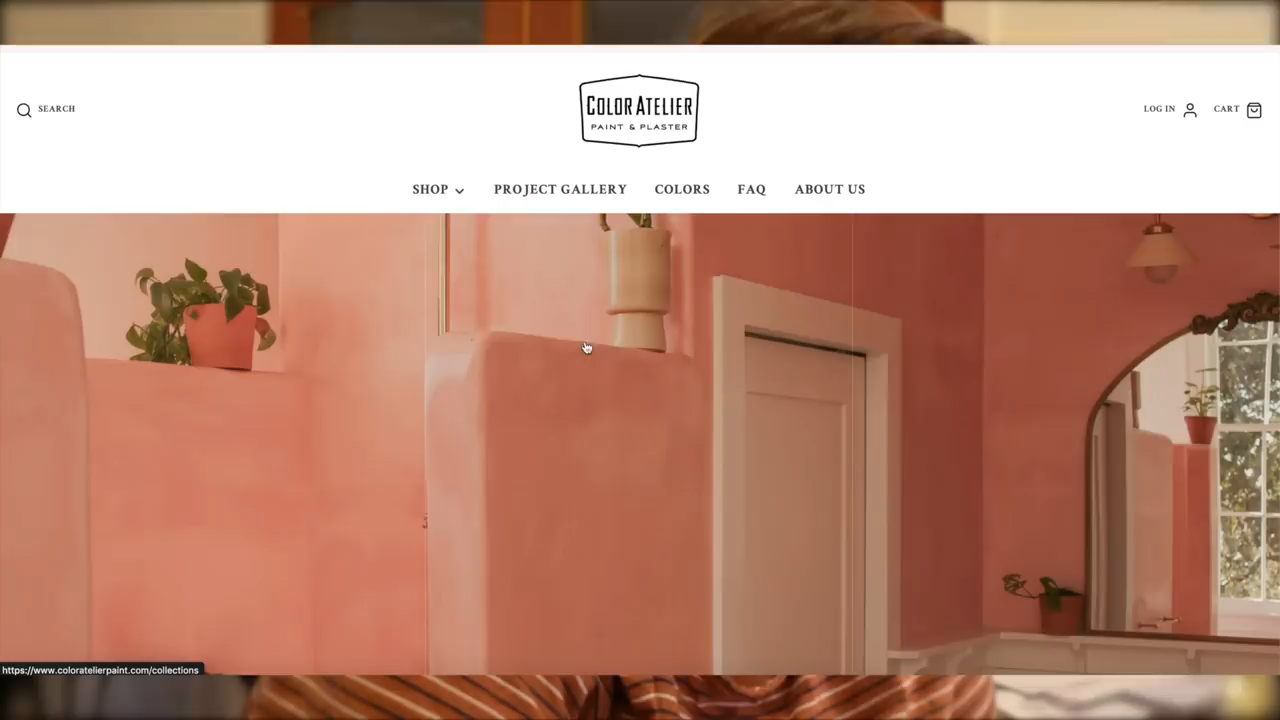 SEARCH
COLOR ATELIER
PAINT & PLASTER
LOG IN
CART
SHOP
PROJECT GALLERY
COLORS
FAQ
ABOUT US
https://www.coloratelierpaint.com/collections